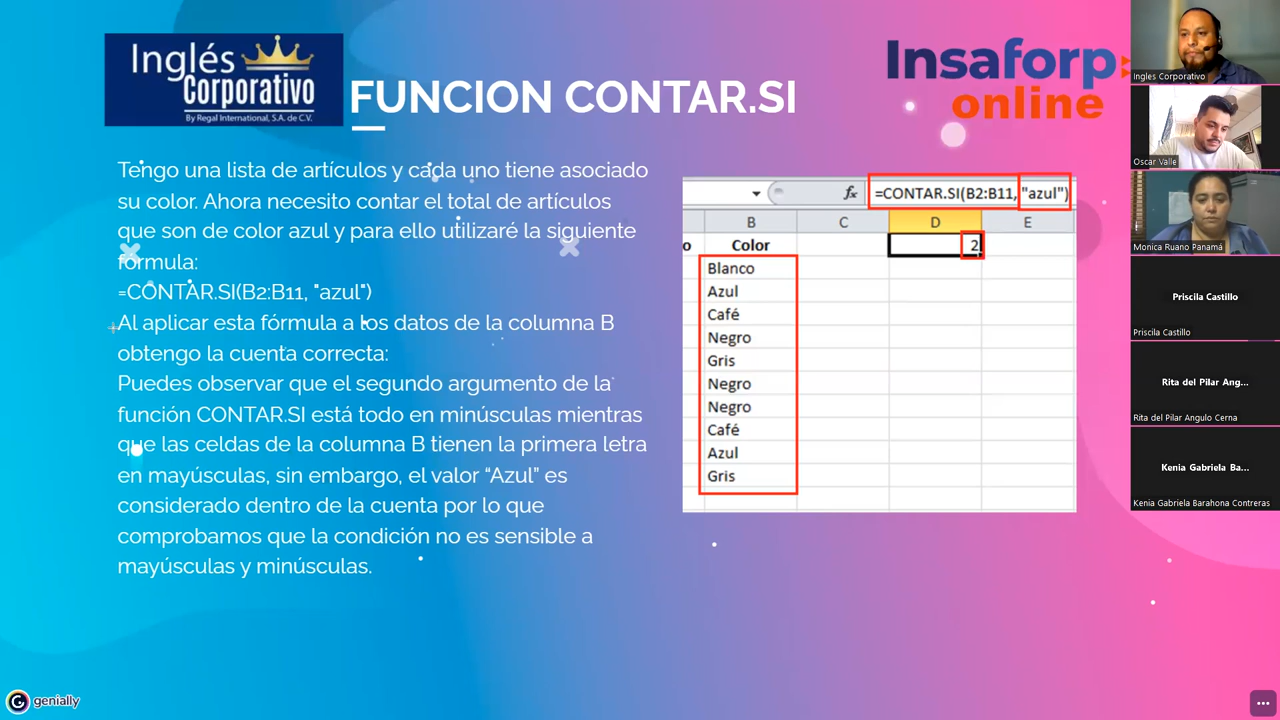 Inglés
Corporativo
By Regal International, S.A. de C.V.
FUNCION CONTAR.SI
Insaforp
online
Tengo una lista de artículos y cada uno tiene asociado
su color. Ahora necesito contar el total de artículos
que son de color azul y para ello utilizaré la siguiente
fórmula:
=CONTAR.SI(B2:B11, "azul")
Al aplicar esta fórmula a los datos de la columna B
obtengo la cuenta correcta:
Puedes observar que el segundo argumento de la
función CONTAR.SI está todo en minúsculas mientras
que las celdas de la columna B tienen la primera letra
en mayúsculas, sin embargo, el valor “Azul” es
considerado dentro de la cuenta por lo que
comprobamos que la condición no es sensible a
mayúsculas y minúsculas.
fx =CONTAR.SI(B2:B11, "azul")
B C D E
o Color 2
Blanco
Azul
Café
Negro
Gris
Negro
Negro
Café
Azul
Gris
Ingles Corporativo
Oscar Valle
Monica Ruano Panamá
Priscila Castillo
Priscila Castillo
Rita del Pilar Ang...
Rita del Pilar Angulo Cerna
Kenia Gabriela Ba...
Kenia Gabriela Barahona Contreras
genially